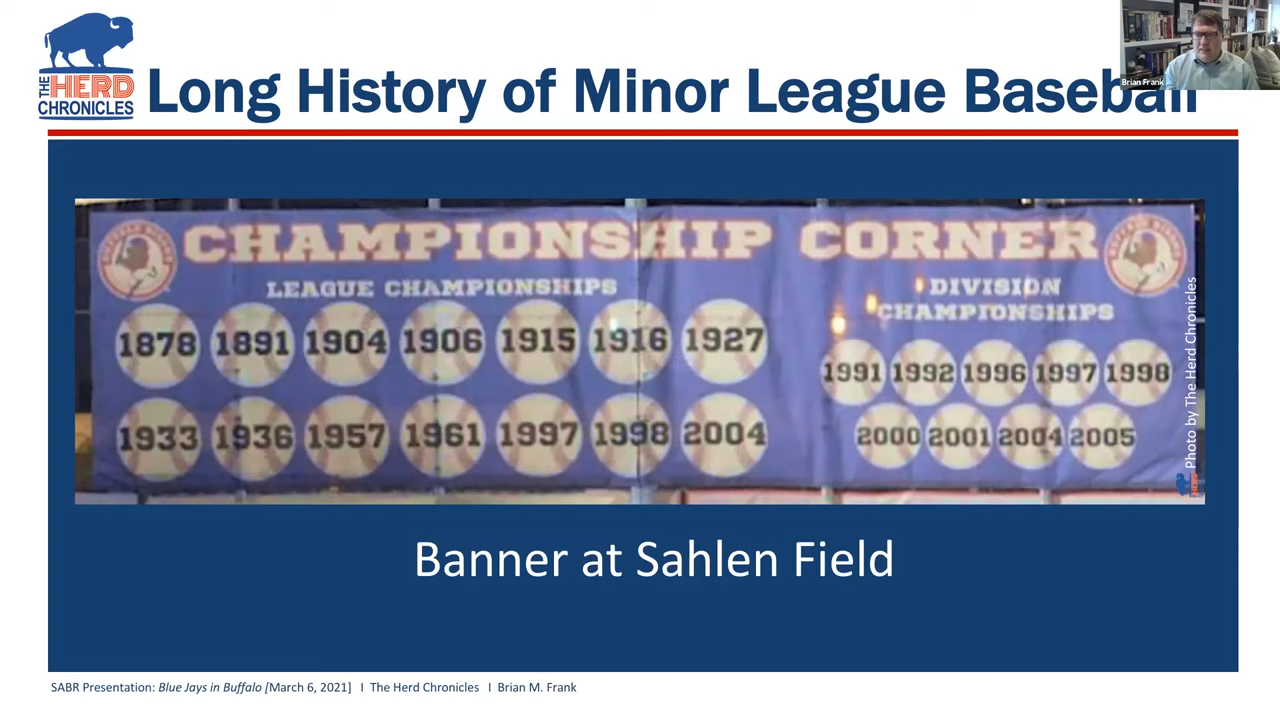 THE HERD
CHRONICLES
Long History of Minor League Baseball
Brian Frank
CHAMPIONSHIP CORNER
LEAGUE CHAMPIONSHIPS
1878 1891 1904 1906 1915 1916 1927
1933 1936 1957 1961 1997 1998 2004
DIVISION
CHAMPIONSHIPS
1991 1992 1996 1997 1998
2000 2001 2004 2005
Photo by The Herd Chronicles
Banner at Sahlen Field
SABR Presentation: Blue Jays in Buffalo [March 6, 2021] I The Herd Chronicles I Brian M. Frank